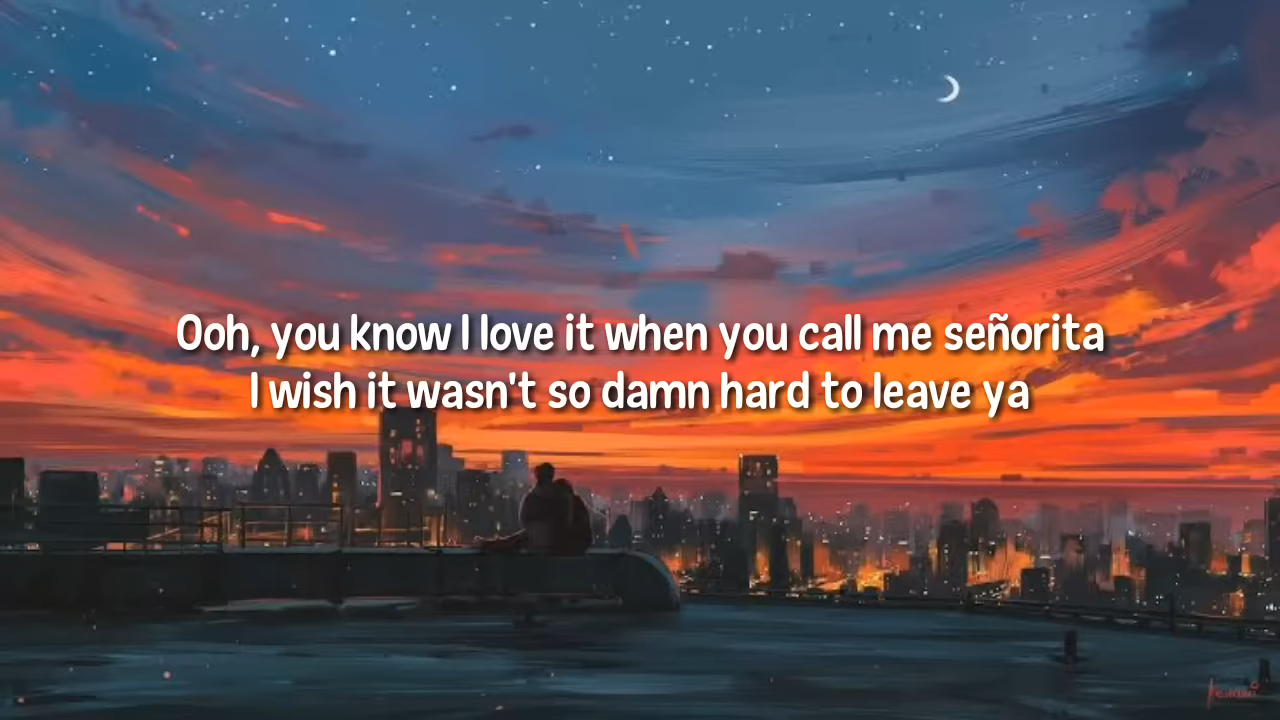 Ooh, you know I love it when you call me señorita
I wish it wasn't so damn hard to leave ya